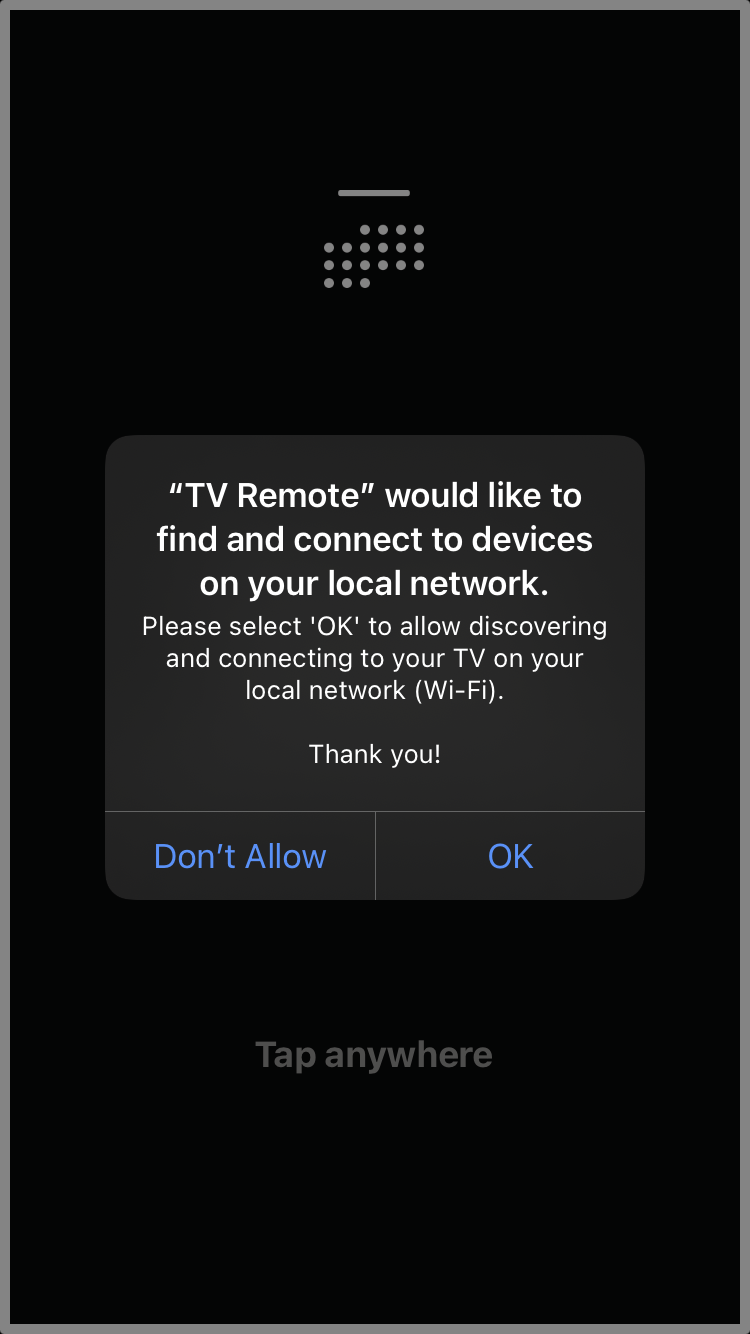 “TV Remote” would like to
find and connect to devices
on your local network.
Please select 'OK' to allow discovering
and connecting to your TV on your
local network (Wi-Fi).
Thank you!
Don’t Allow
OK
Tap anywhere